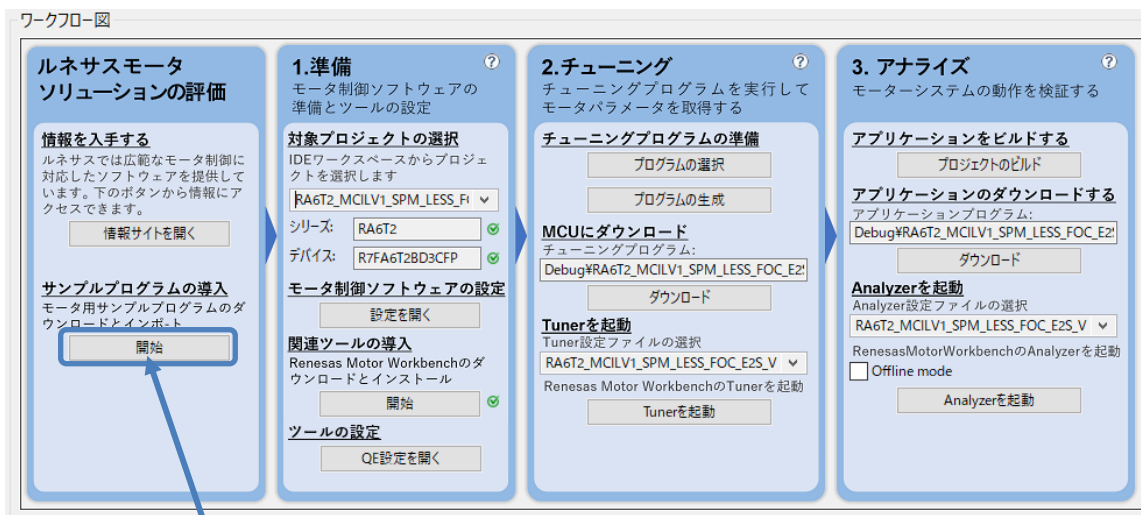 ワークフロー図
ルネサスモータ
ソリューションの評価
情報を入手する
ルネサスでは広範なモータ制御に
対応したソフトウェアを提供して
います。下のボタンから情報にア
クセスできます。
情報サイトを開く
サンプルプログラムの導入
モータ用サンプルプログラムのダ
ウンロードとインポート
開始
1.準備
モータ制御ソフトウェアの
準備とツールの設定
対象プロジェクトの選択
IDEワークスペースからプロジェ
クトを選択します
RA6T2_MCILV1_SPM_LESS_F
シリーズ: RA6T2
デバイス: R7FA6T2BD3CFP
モータ制御ソフトウェアの設定
設定を開く
関連ツールの導入
Renesas Motor Workbenchのダ
ウンロードとインストール
開始
ツールの設定
QE設定を開く
2.チューニング
チューニングプログラムを実行して
モータパラメータを取得する
チューニングプログラムの準備
プログラムの選択
プログラムの生成
MCUにダウンロード
チューニングプログラム:
Debug¥RA6T2_MCILV1_SPM_LESS_FOC_E2
ダウンロード
Tunerを起動
Tuner設定ファイルの選択
RA6T2_MCILV1_SPM_LESS_FOC_E2S_V
Renesas Motor WorkbenchのTunerを起動
Tunerを起動
3. アナライズ
モーターシステムの動作を検証する
アプリケーションをビルドする
プロジェクトのビルド
アプリケーションのダウンロードする
アプリケーションプログラム:
Debug¥RA6T2_MCILV1_SPM_LESS_FOC_E2
ダウンロード
Analyzerを起動
Analyzer設定ファイルの選択
RA6T2_MCILV1_SPM_LESS_FOC_E2S_V
RenesasMotorWorkbenchのAnalyzerを起動
Offline mode
Analyzerを起動